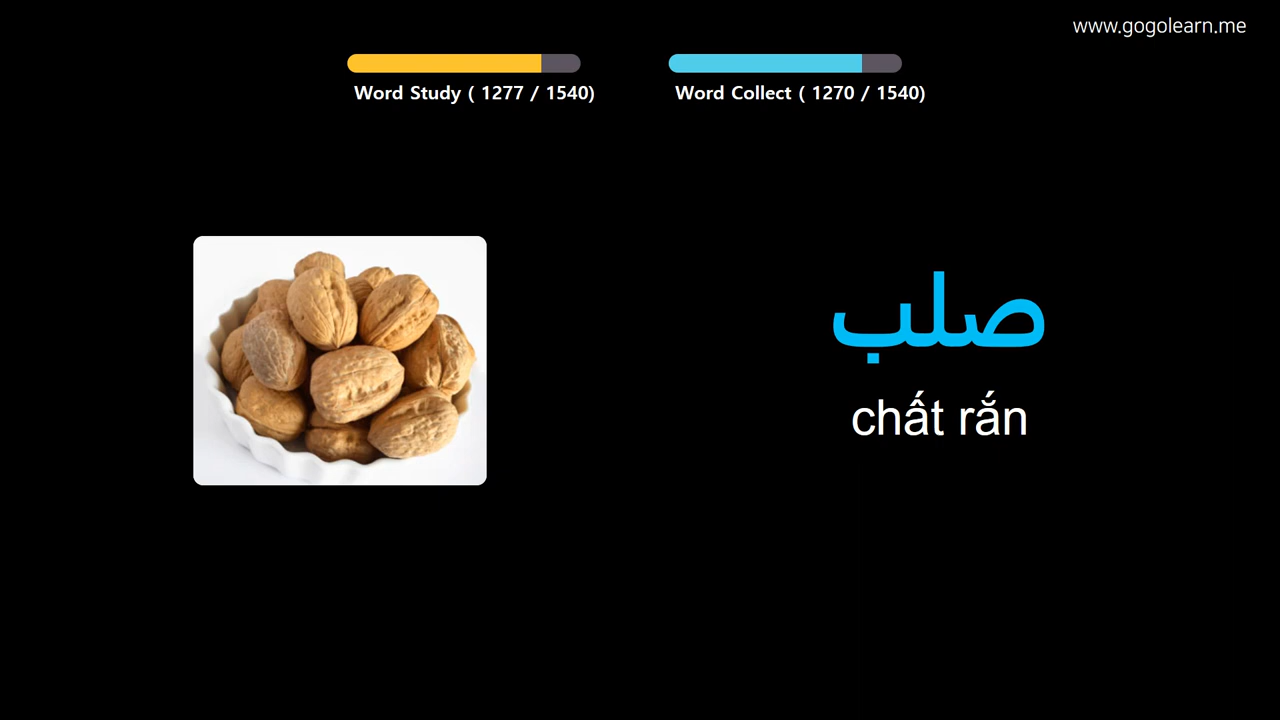 www.gogolearn.me
Word Study ( 1277 / 1540)
Word Collect ( 1270 / 1540)
صلب
chất rắn